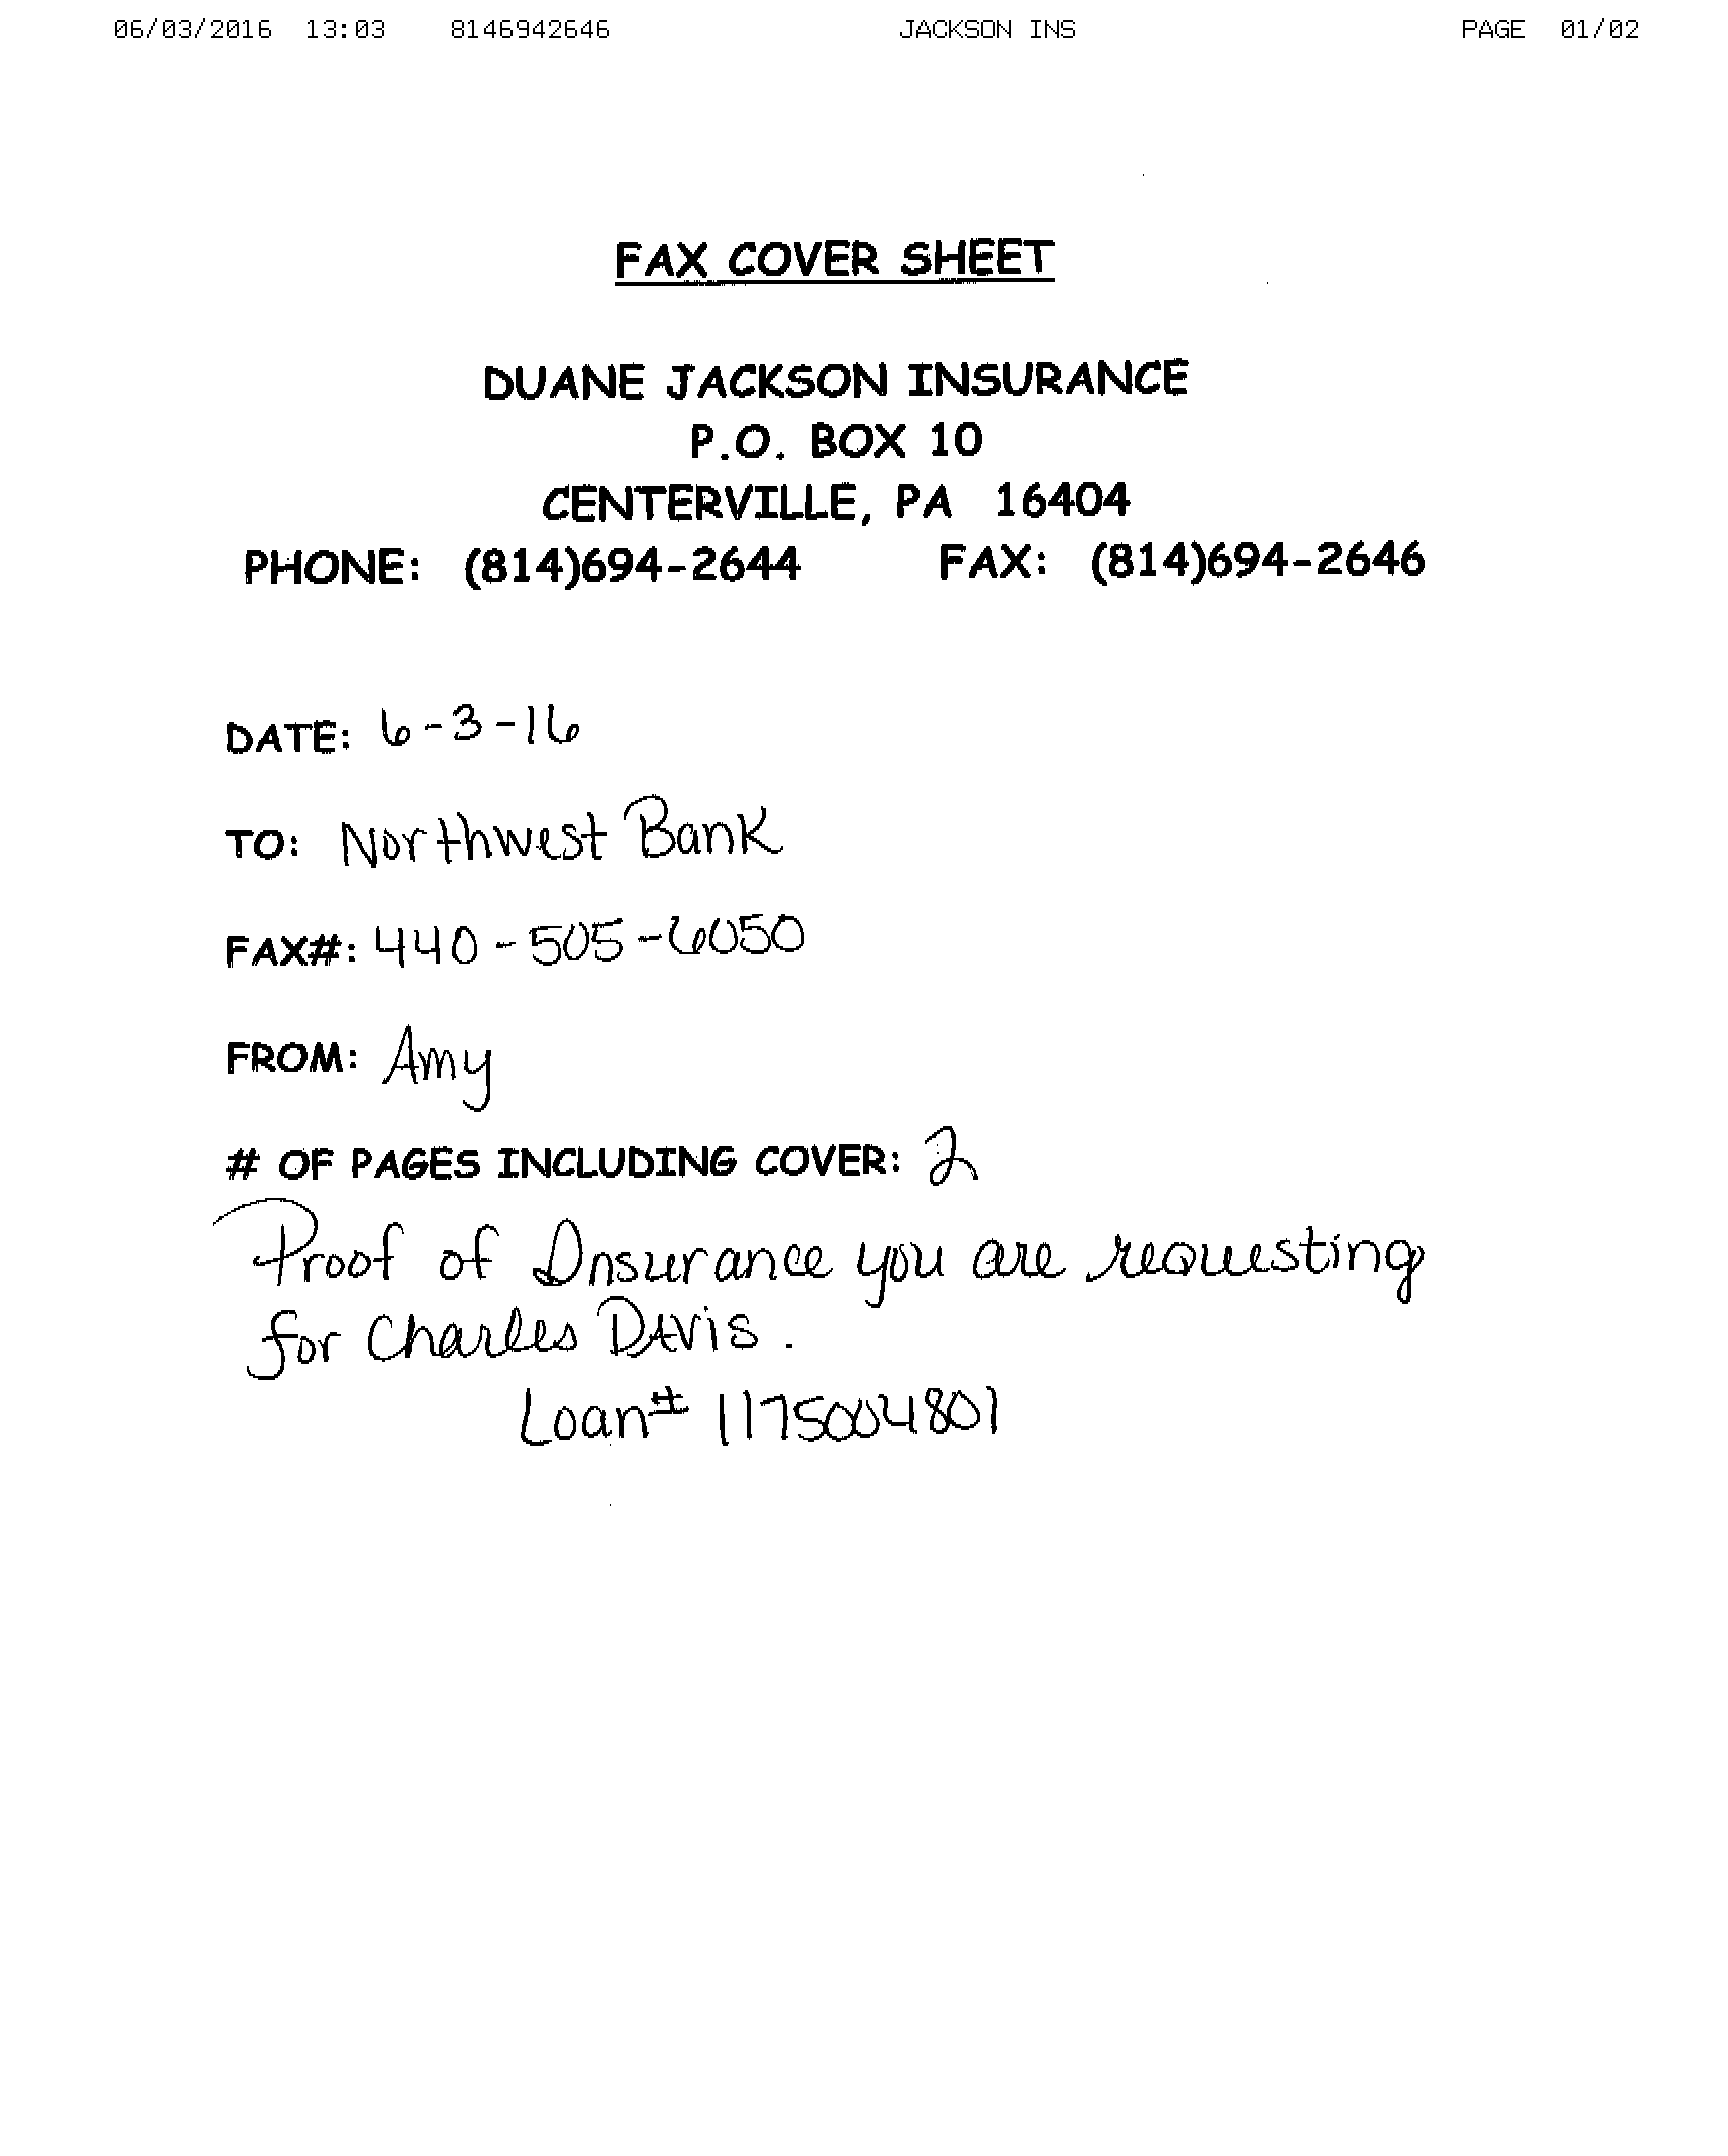 06/03/2016 13:03 8146942646 JACKSON INS PAGE 01/02
FAX COVER SHEET
DUANE JACKSON INSURANCE
P.O. BOX 10
CENTERVILLE, PA 16404
PHONE: (814)694-2644 FAX: (814)694-2646
DATE: 6-3-16
TO: Northwest Bank
FAX#: 440-505-6050
FROM: Amy
# OF PAGES INCLUDING COVER: 2
Proof of Insurance you are requesting
for Charles DAVis.
Loan# 1175004801